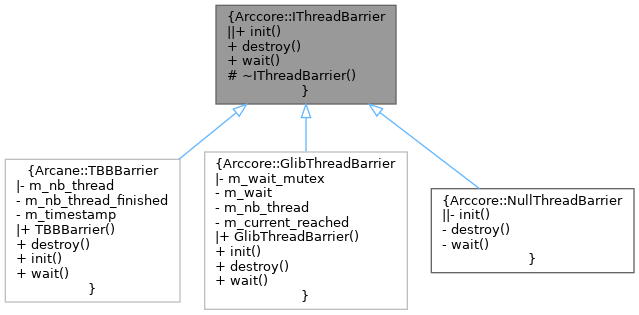 {Arccore::IThreadBarrier
||+ init()
+ destroy()
+ wait()
# ~IThreadBarrier()
}
{Arcane::TBBBarrier
|- m_nb_thread
- m_nb_thread_finished
- m_timestamp
|+ TBBBarrier()
+ destroy()
+ init()
+ wait()
}
{Arccore::GlibThreadBarrier
|- m_wait_mutex
- m_wait
- m_nb_thread
- m_current_reached
|+ GlibThreadBarrier()
+ init()
+ destroy()
+ wait()
}
{Arccore::NullThreadBarrier
||- init()
- destroy()
- wait()
}